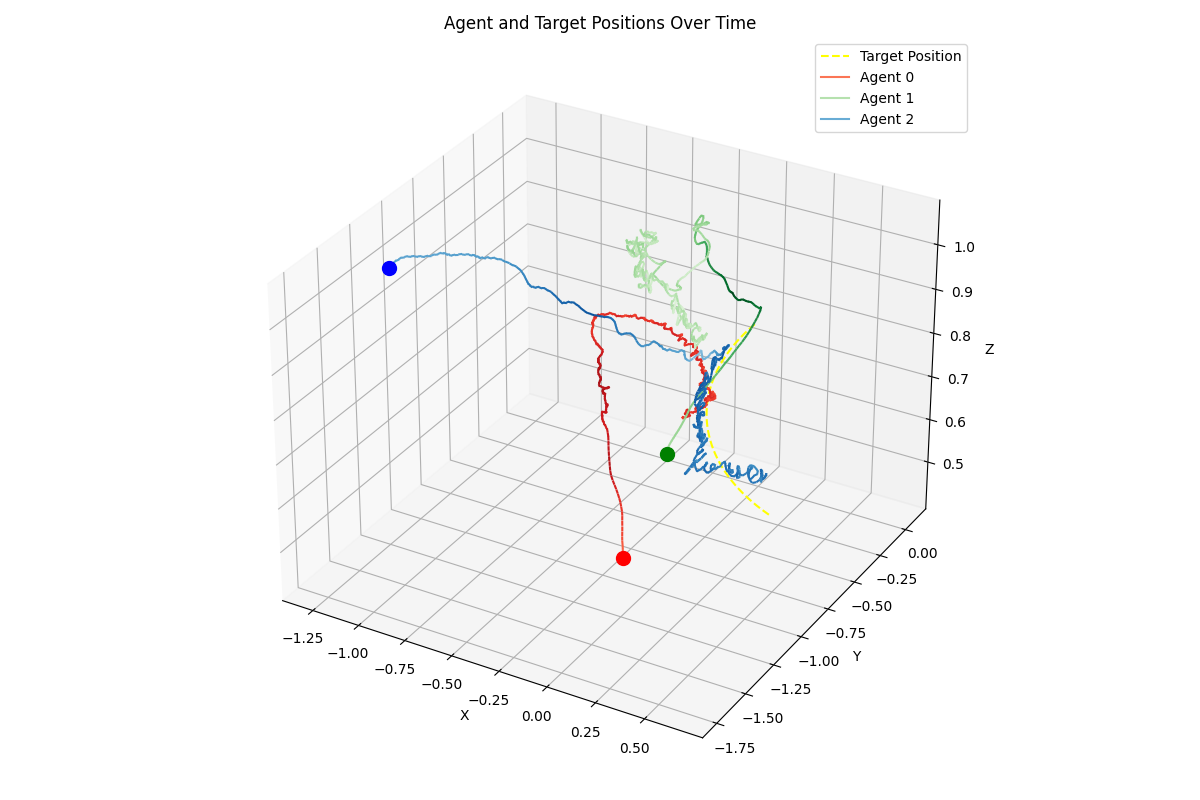 Agent and Target Positions Over Time
Target Position
Agent 0
Agent 1
Agent 2
1.0
0.9
0.8
0.7
0.6
0.5
Z
0.00
−0.25
−0.50
−0.75
−1.00
−1.25
−1.50
−1.75
Y
−1.25
−1.00
−0.75
−0.50
−0.25
0.00
0.25
0.50
X